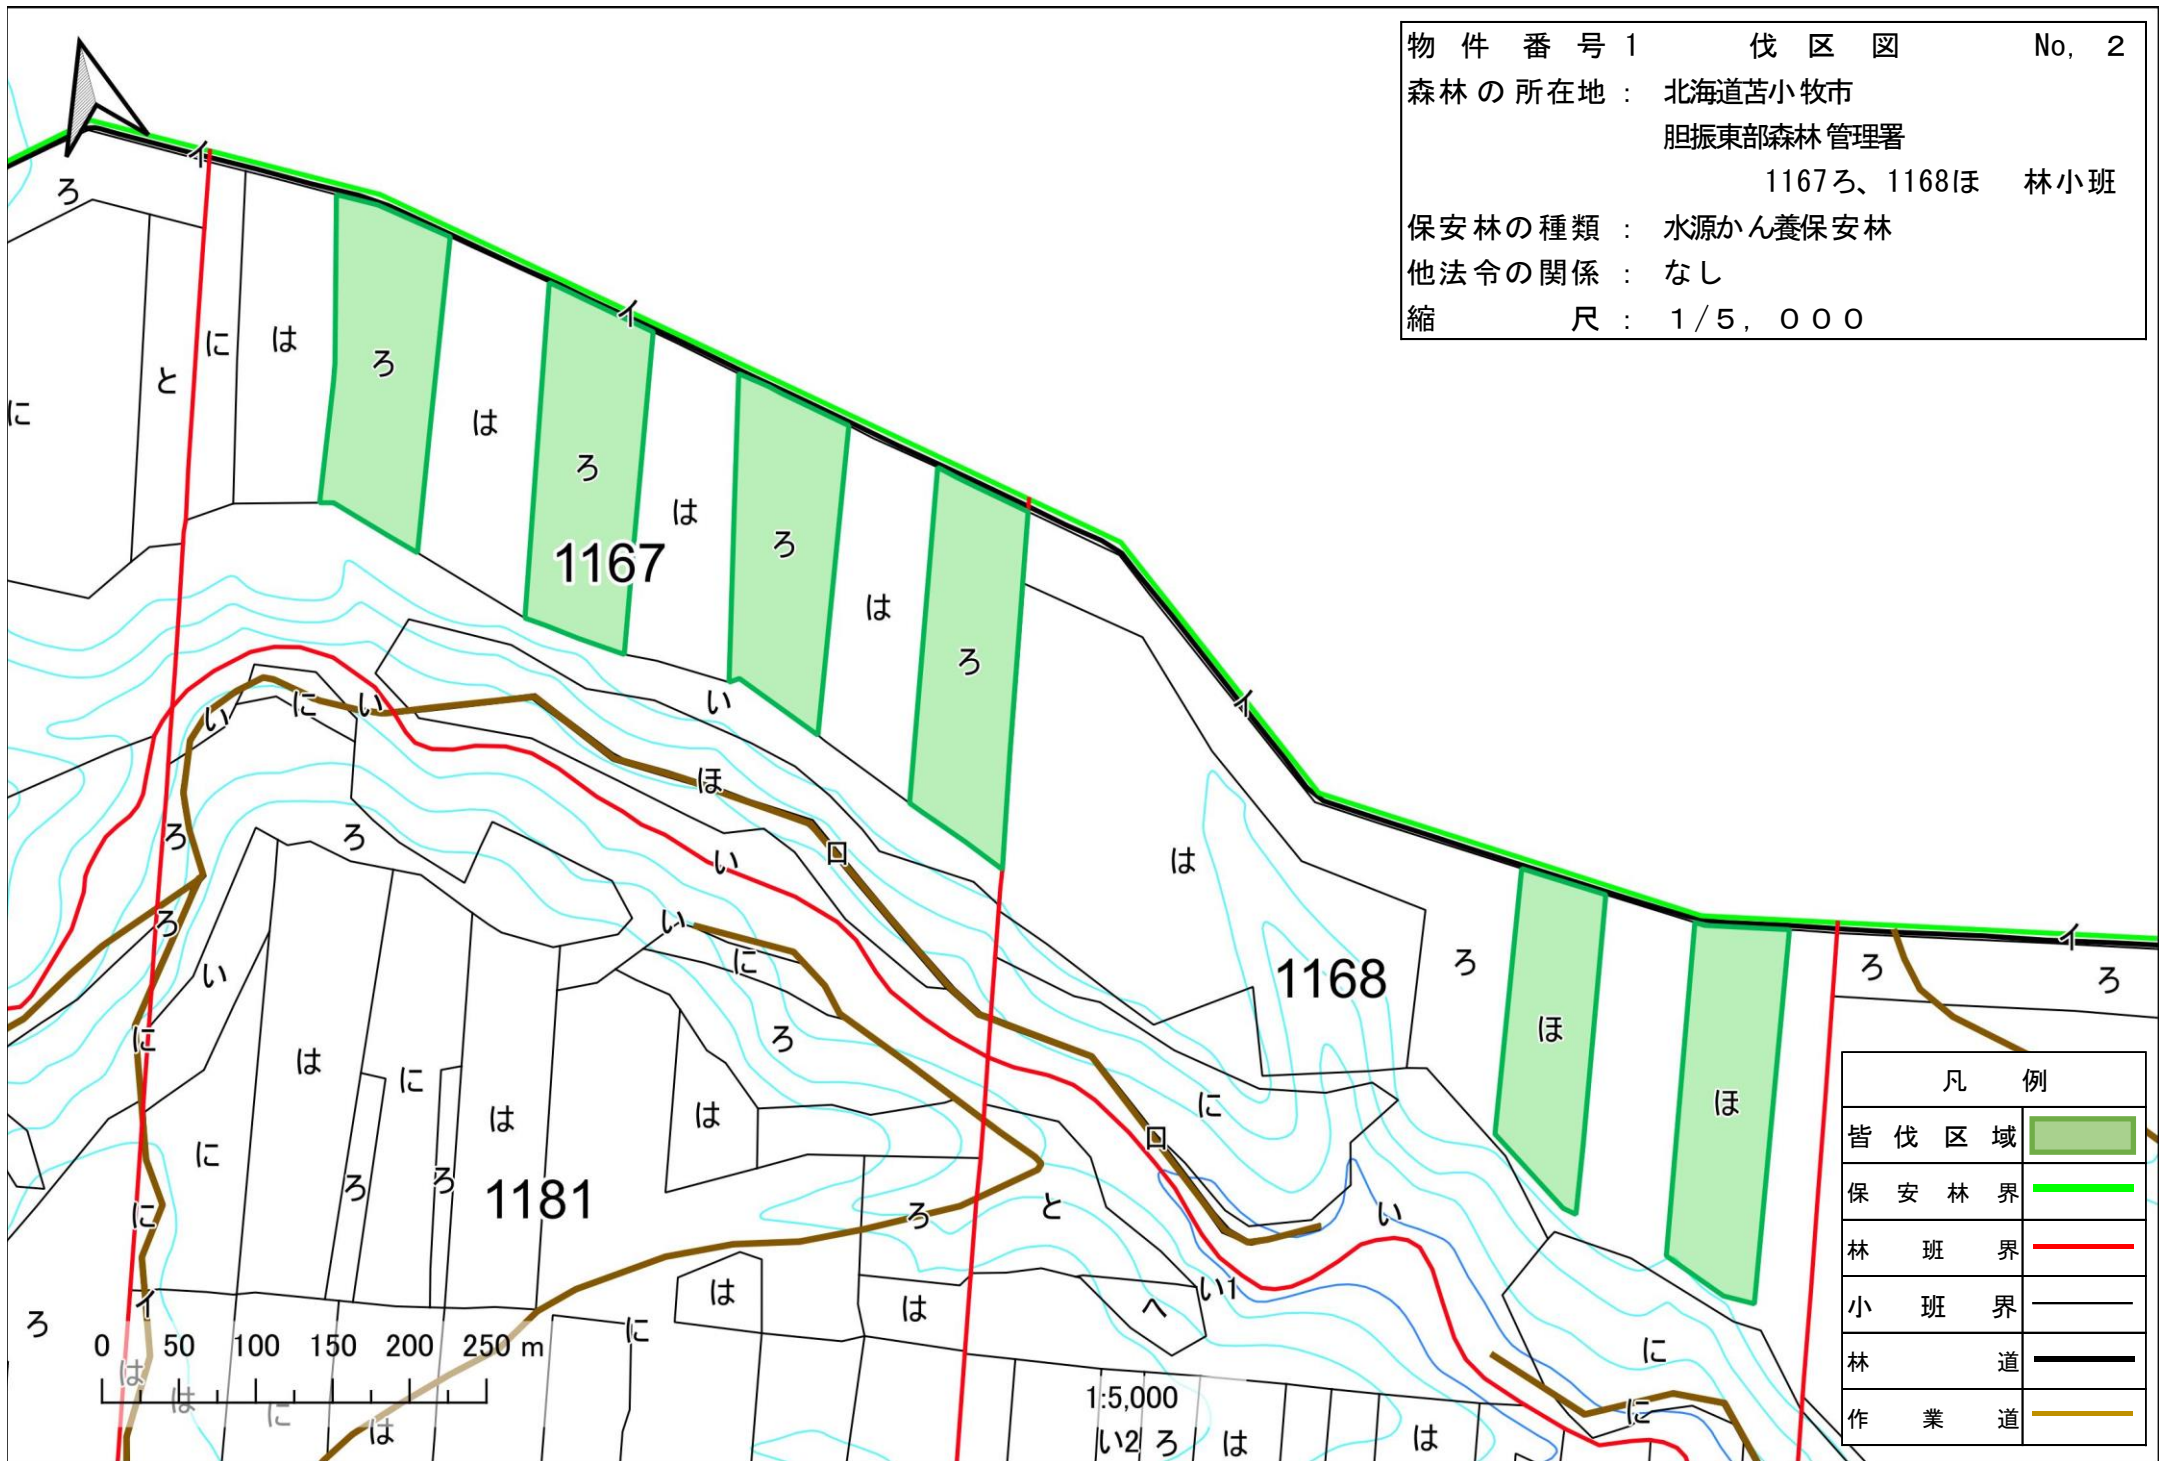 物件番号1 伐区図 No, 2
森林の所在地 : 北海道苫小牧市
胆振東部森林管理署
1167ろ、1168ほ 林小班
保安林の種類 : 水源かん養保安林
他法令の関係 : なし
縮尺 : 1/5,000
イ
ろ
に
は
と
ろ
に
イ
は
ろ
は
ろ
1167
は
ろ
ろ
い
イ
い
に
い
ほ
ろ
ろ
ロ
い
は
ろ
い
に
い
1168
ろ
イ
ろ
ろ
に
ろ
ほ
は
に
は
は
に
ほ
ロ
に
ろ
ろ
1181
ろ
と
い
に
イ
は
は
へ
い1
ろ
に
に
0 50 100 150 200 250 m
は
は
に
は
1:5,000
い2
ろ
は
は
に
凡例
皆伐区域
保安林界
林班界
小班界
林道
作業道